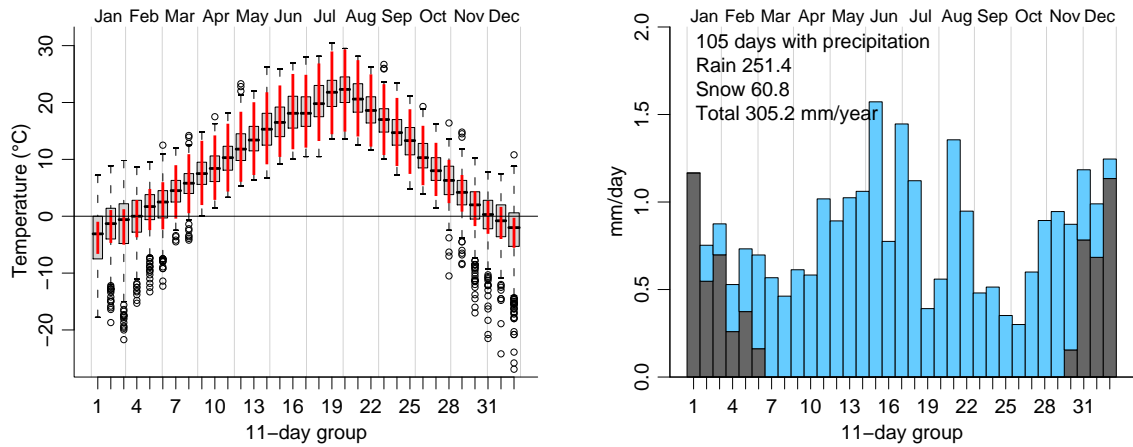 Jan Feb Mar Apr May Jun Jul Aug Sep Oct Nov Dec
Temperature (°C)
30
20
10
0
−10
−20
1 4 7 10 13 16 19 22 25 28 31
11−day group
Jan Feb Mar Apr May Jun Jul Aug Sep Oct Nov Dec
105 days with precipitation
Rain 251.4
Snow 60.8
Total 305.2 mm/year
mm/day
2.0
1.5
1.0
0.5
0.0
1 4 7 10 13 16 19 22 25 28 31
11−day group